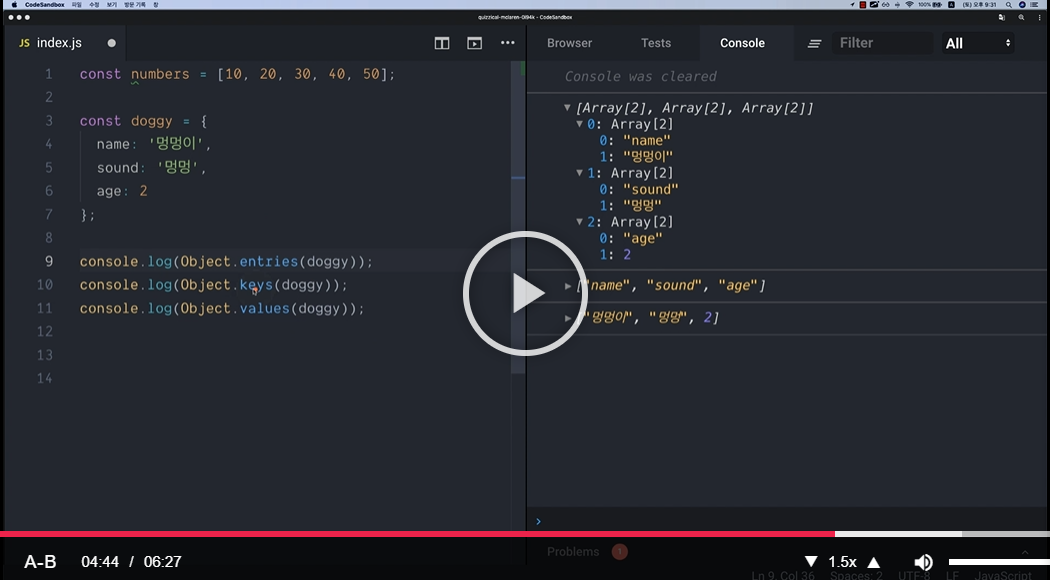 CodeSandbox 파일 수정 보기 방문 기록 창 100% (토) 오후 9:31
quizzical-mclaren-0l94k - CodeSandbox
JS index.js
Browser Tests Console Filter All
1 const numbers = [10, 20, 30, 40, 50];
2
3 const doggy = {
4 name: '멍멍이',
5 sound: '멍멍',
6 age: 2
7 };
8
9 console.log(Object.entries(doggy));
10 console.log(Object.keys(doggy));
11 console.log(Object.values(doggy));
12
13
14
Console was cleared
[Array[2], Array[2], Array[2]]
0: Array[2]
0: "name"
1: "멍멍이"
1: Array[2]
0: "sound"
1: "멍멍"
2: Array[2]
0: "age"
1: 2
["name", "sound", "age"]
["멍멍이", "멍멍", 2]
Problems 1
A-B 04:44 / 06:27 1.5x
Ln 9, Col 36 Spaces: 2 UTF-8 LF JavaScript